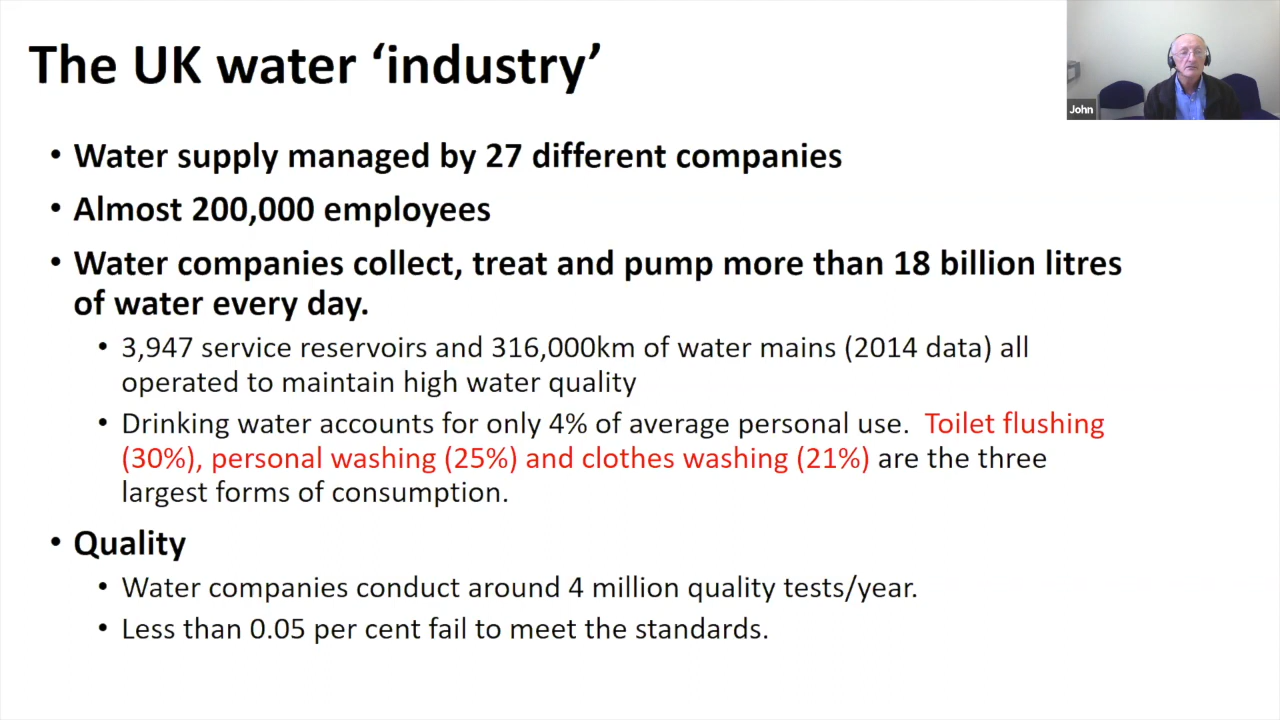 The UK water ‘industry’
John
• Water supply managed by 27 different companies
• Almost 200,000 employees
• Water companies collect, treat and pump more than 18 billion litres
of water every day.
• 3,947 service reservoirs and 316,000km of water mains (2014 data) all
operated to maintain high water quality
• Drinking water accounts for only 4% of average personal use.  Toilet flushing
(30%), personal washing (25%) and clothes washing (21%) are the three
largest forms of consumption.
• Quality
• Water companies conduct around 4 million quality tests/year.
• Less than 0.05 per cent fail to meet the standards.